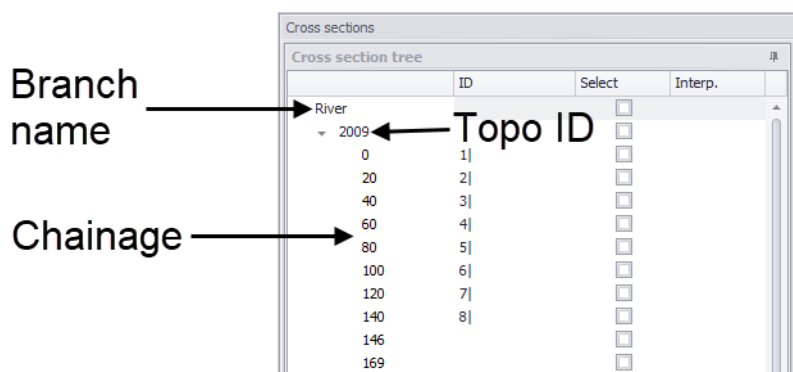 Cross sections
Cross section tree
ID Select Interp.
Branch name
River
2009 Topo ID
0 1|
20 2|
40 3|
60 4|
Chainage
80 5|
100 6|
120 7|
140 8|
146
169